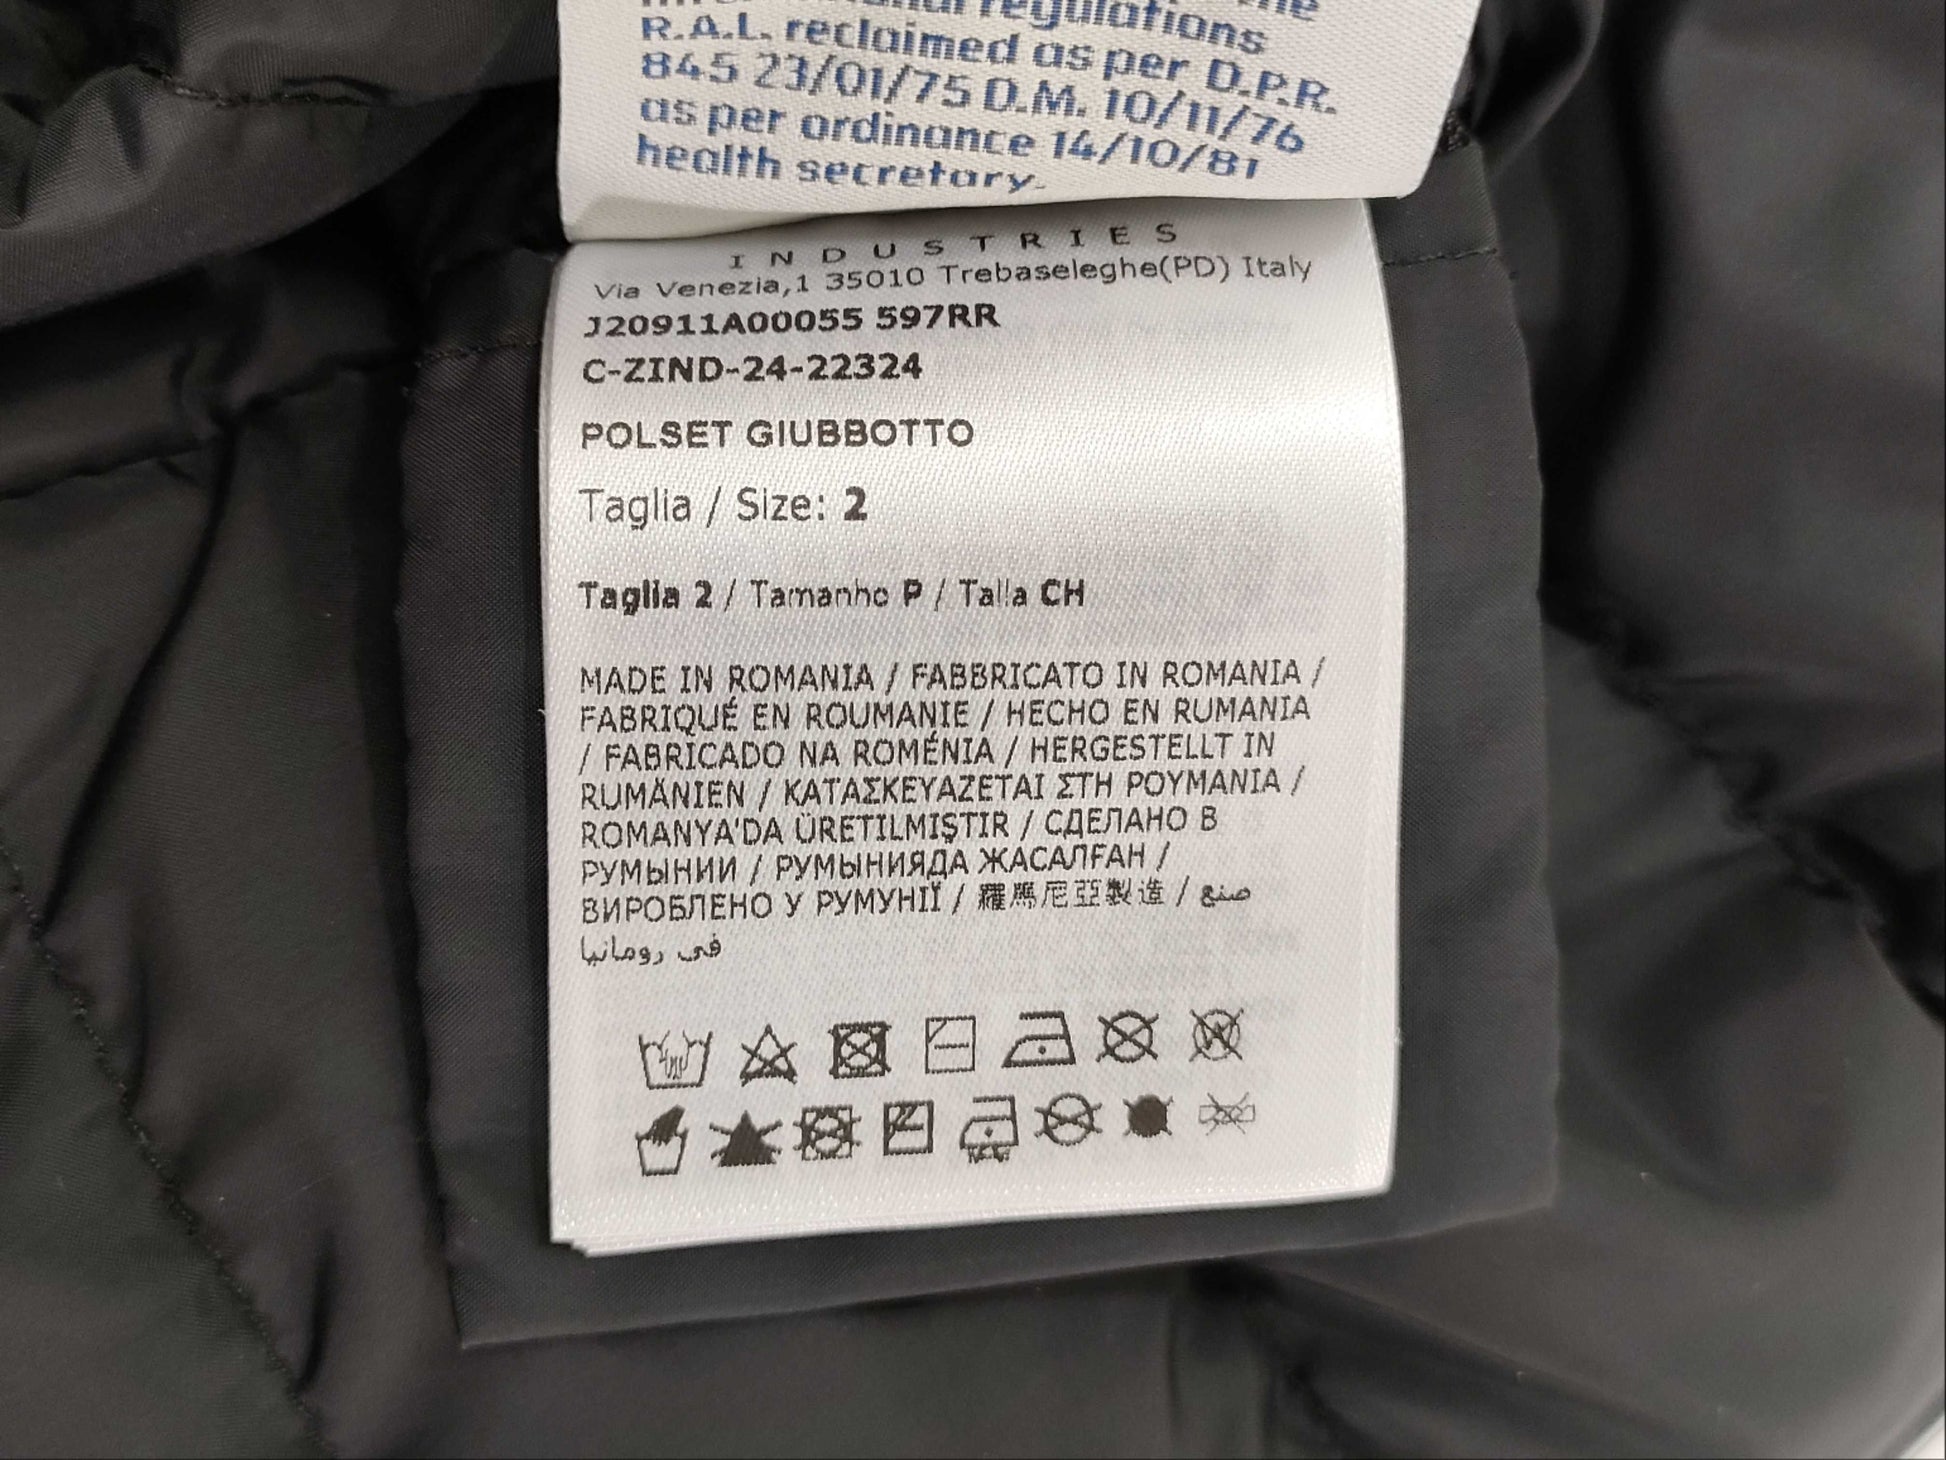 regulations
R.A.L. reclaimed as per D.P.R.
845 23/01/75 D.M. 10/11/76
as per ordinance 14/10/81
health secretary.
INDUSTRIES
Via Venezia,1 35010 Trebaseleghe(PD) Italy
J20911A00055 597RR
C-ZIND-24-22324
POLSET GIUBBOTTO
Taglia / Size: 2
Taglia 2 / Tamanho P / Talla CH
MADE IN ROMANIA / FABBRICATO IN ROMANIA /
FABRIQUÉ EN ROUMANIE / HECHO EN RUMANIA
/ FABRICADO NA ROMÉNIA / HERGESTELLT IN
RUMÄNIEN / ΚΑΤΑΣΚΕΥΑΖΕΤΑΙ ΣΤΗ ΡΟΥΜΑΝΙΑ /
ROMANYA'DA ÜRETILMIŞTIR / СДЕЛАНО В
РУМЫНИИ / РУМЫНИЯДА ЖАСАЛҒАН /
ВИРОБЛЕНО У РУМУНІЇ / 羅馬尼亞製造 / صنع
في رومانيا